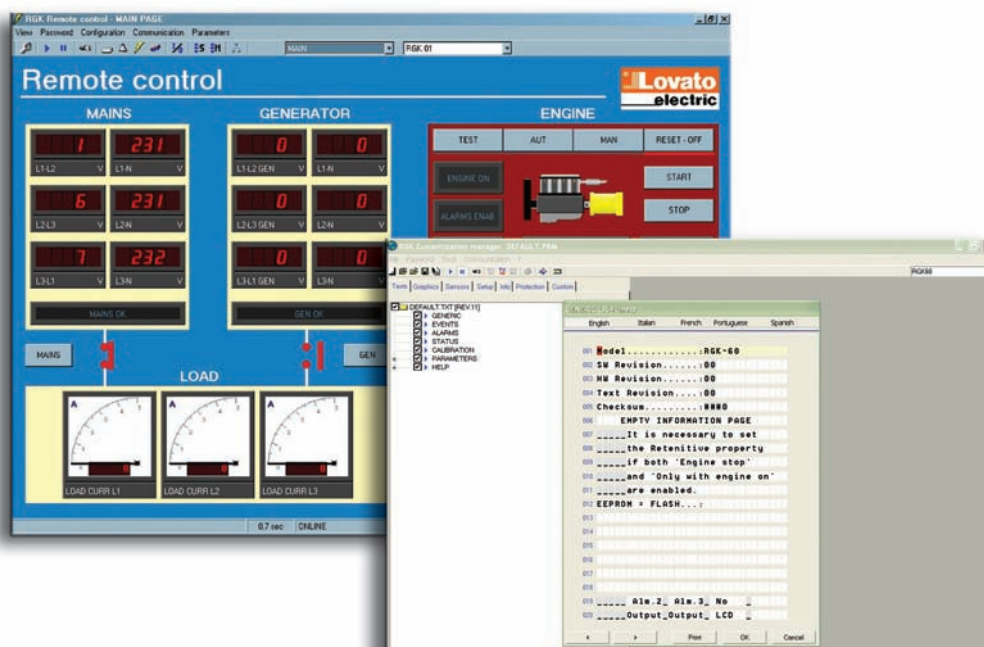 RGK Remote control - MAIN PAGE
View Password Configuration Communication Parameters
MAIN RGK 01
Remote control
Lovato
electric
MAINS GENERATOR ENGINE
TEST AUT MAN RESET - OFF
1 231 0 0
L1-L2 V L1-N V L1-L2 GEN V L1-N V
ENGINE ON START
6 231 0 0
L2-L3 V L2-N V L2-L3 GEN V L2-N V
ALARMS ENAB STOP
7 232 0 0
L3-L1 V L3-N V L3-L1 GEN V L3-N V
MAINS OK GEN OK
MAINS GEN
LOAD
A A A
0 0 0
LOAD CURR L1 LOAD CURR L2 LOAD CURR L3
0.7 sec ONLINE
RGK Customization manager DEFAULT.PRM
Password Tools Communication ?
Texts Graphics Sensors Setup Info Protection Custom
DEFAULT.TXT [REV.11]
GENERIC
EVENTS
ALARMS
STATUS
CALIBRATION
PARAMETERS
HELP
English Italian French Portuguese Spanish
001 Model............:RGK-60
002 SW Revision......:00
003 HW Revision......:00
004 Text Revision....:00
005 Checksum.........:###0
006 EMPTY INFORMATION PAGE
007 _____It is necessary to set
008 _____the Retenitive property
009 _____if both "Engine stop"
010 _____and "Only with engine on"
011 _____are enabled.
012 EEPROM = FLASH...:
013
014
015
016
017
018
019 _____ Alm.2_ Alm.3_ No _
020 _____Output_Output_ LCD _
< > Print OK Cancel